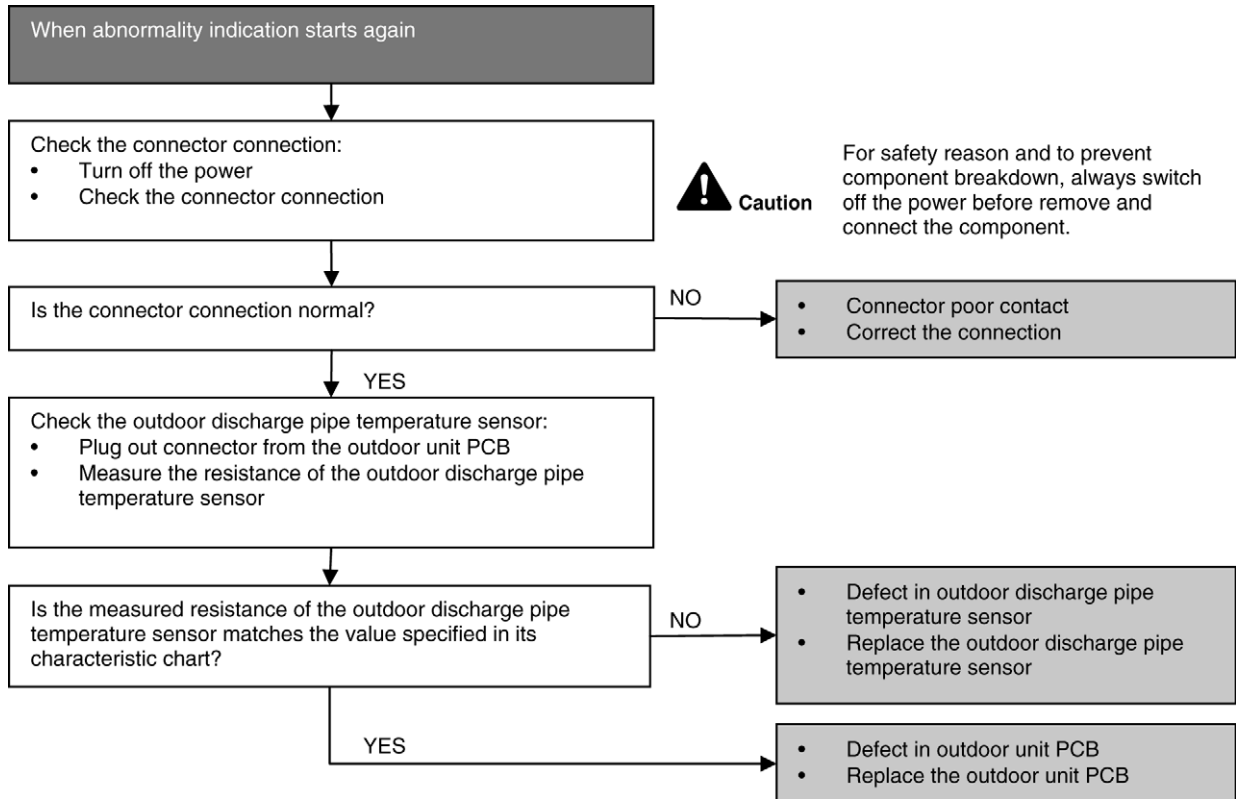 When abnormality indication starts again
Check the connector connection:
• Turn off the power
• Check the connector connection
Caution
For safety reason and to prevent
component breakdown, always switch
off the power before remove and
connect the component.
Is the connector connection normal?
NO
• Connector poor contact
• Correct the connection
YES
Check the outdoor discharge pipe temperature sensor:
• Plug out connector from the outdoor unit PCB
• Measure the resistance of the outdoor discharge pipe
temperature sensor
Is the measured resistance of the outdoor discharge pipe
temperature sensor matches the value specified in its
characteristic chart?
NO
• Defect in outdoor discharge pipe
temperature sensor
• Replace the outdoor discharge pipe
temperature sensor
YES
• Defect in outdoor unit PCB
• Replace the outdoor unit PCB